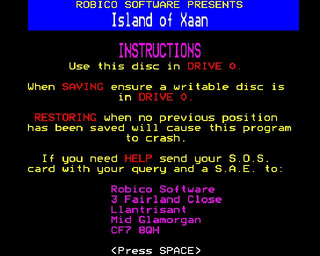 ROBICO SOFTWARE PRESENTS
Island of Xaan
INSTRUCTIONS
Use this disc in DRIVE 0.
When SAVING ensure a writable disc is
in DRIVE 0.
RESTORING when no previous position
has been saved will cause this program
to crash.
If you need HELP send your S.O.S.
card with your query and a S.A.E. to:
Robico Software
3 Fairland Close
Llantrisant
Mid Glamorgan
CF7 8QH
<Press SPACE>